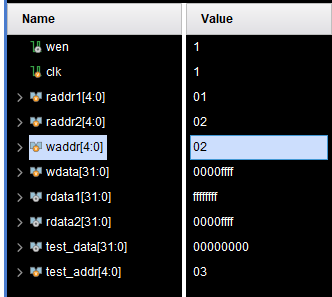 Name Value
wen 1
clk 1
raddr1[4:0] 01
raddr2[4:0] 02
waddr[4:0] 02
wdata[31:0] 0000ffff
rdata1[31:0] ffffffff
rdata2[31:0] 0000ffff
test_data[31:0] 00000000
test_addr[4:0] 03